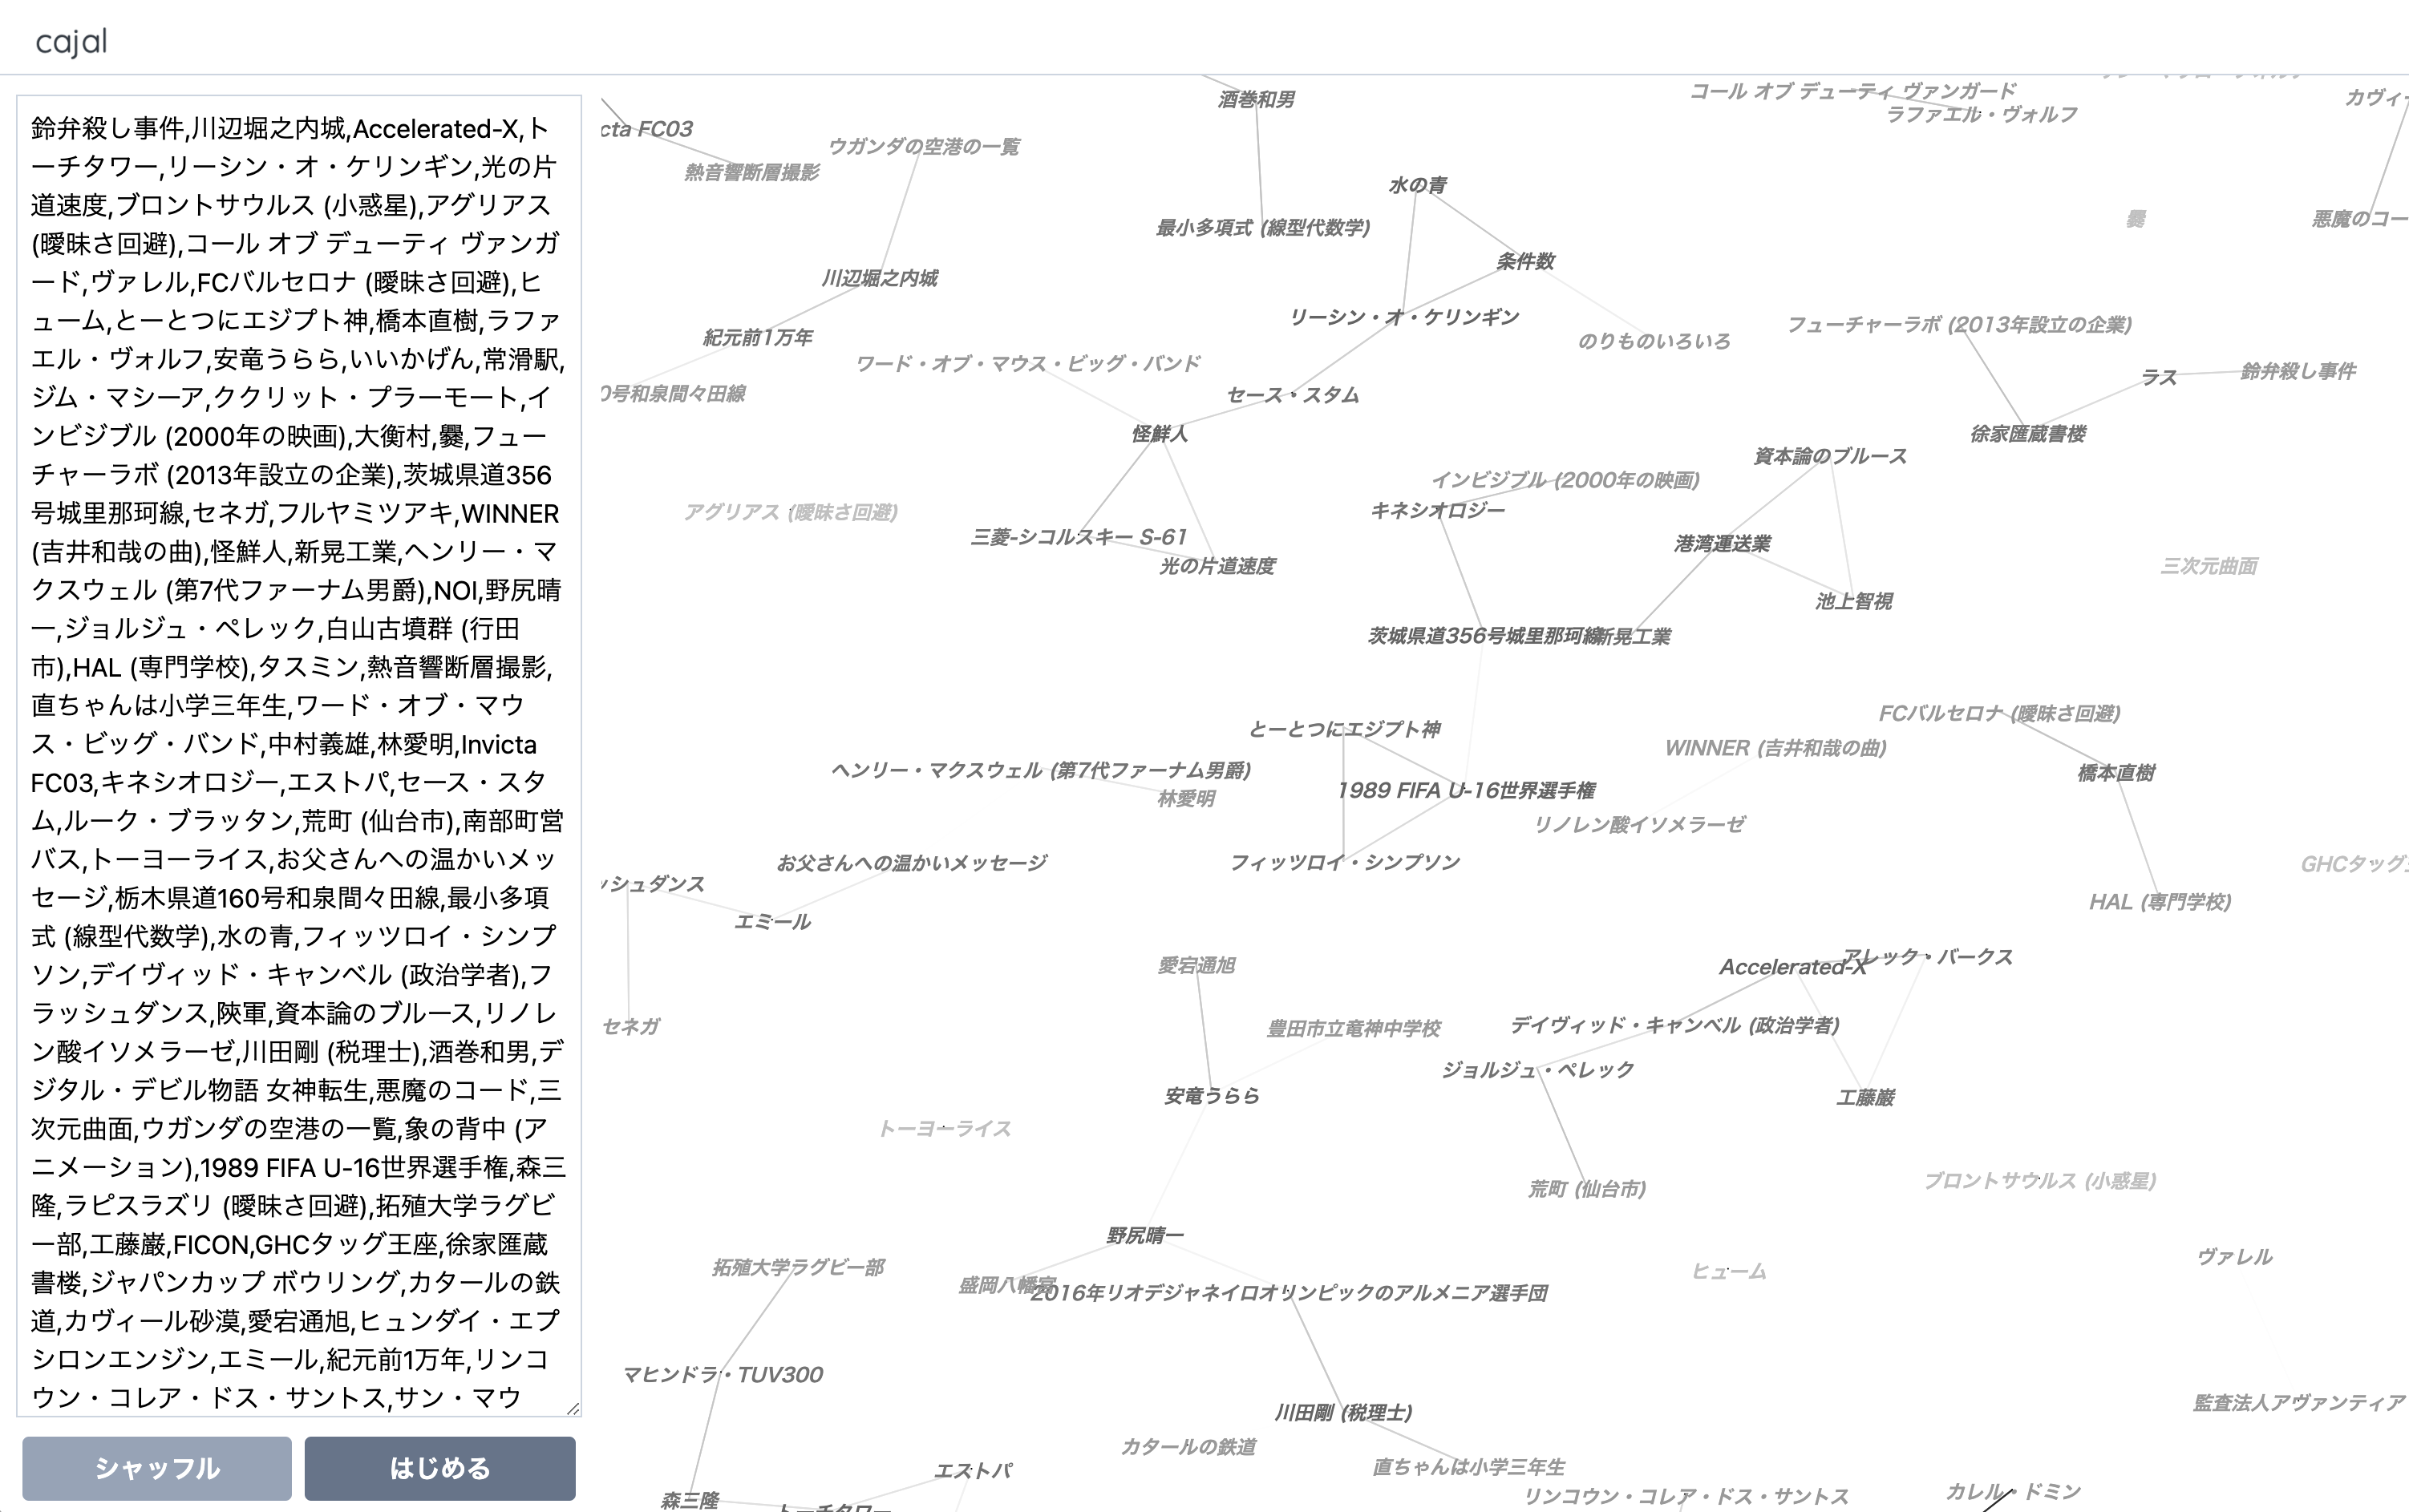 cajal
鈴弁殺し事件,川辺堀之内城,Accelerated-X,ト
ーチタワー,リーシン・オ・ケリンギン,光の片
道速度,ブロントサウルス (小惑星),アグリアス
(曖昧さ回避),コール オブ デューティ ヴァンガ
ード,ヴァレル,FCバルセロナ (曖昧さ回避),ヒ
ューム,とーとつにエジプト神,橋本直樹,ラファ
エル・ヴォルフ,安竜うらら,いいかげん,常滑駅,
ジム・マシーア,ククリット・プラーモート,イ
ンビジブル (2000年の映画),大衡村,爨,フュー
チャーラボ (2013年設立の企業),茨城県道356
号城里那珂線,セネガ,フルヤミツアキ,WINNER
(吉井和哉の曲),怪鮮人,新晃工業,ヘンリー・マ
クスウェル (第7代ファーナム男爵),NOI,野尻晴
一,ジョルジュ・ペレック,白山古墳群 (行田
市),HAL (専門学校),タスミン,熱音響断層撮影,
直ちゃんは小学三年生,ワード・オブ・マウ
ス・ビッグ・バンド,中村義雄,林愛明,Invicta
FC03,キネシオロジー,エストパ,セース・スタ
ム,ルーク・ブラッタン,荒町 (仙台市),南部町営
バス,トーヨーライス,お父さんへの温かいメッ
セージ,栃木県道160号和泉間々田線,最小多項
式 (線型代数学),水の青,フィッツロイ・シンプ
ソン,デイヴィッド・キャンベル (政治学者),フ
ラッシュダンス,陝軍,資本論のブルース,リノレ
ン酸イソメラーゼ,川田剛 (税理士),酒巻和男,デ
ジタル・デビル物語 女神転生,悪魔のコード,三
次元曲面,ウガンダの空港の一覧,象の背中 (ア
ニメーション),1989 FIFA U-16世界選手権,森三
隆,ラピスラズリ (曖昧さ回避),拓殖大学ラグビ
ー部,工藤巌,FICON,GHCタッグ王座,徐家匯蔵
書楼,ジャパンカップ ボウリング,カタールの鉄
道,カヴィール砂漠,愛宕通旭,ヒュンダイ・エプ
シロンエンジン,エミール,紀元前1万年,リンコ
ウン・コレア・ドス・サントス,サン・マウ
シャッフル
はじめる
コール オブ デューティ ヴァンガード
カヴィー
酒巻和男
ラファエル・ヴォルフ
cta FC03
ウガンダの空港の一覧
熱音響断層撮影
水の青
爨
悪魔のコー
最小多項式 (線型代数学)
条件数
川辺堀之内城
リーシン・オ・ケリンギン
フューチャーラボ (2013年設立の企業)
紀元前1万年
のりものいろいろ
ワード・オブ・マウス・ビッグ・バンド
鈴弁殺し事件
ラス
0号和泉間々田線
セース・スタム
怪鮮人
徐家匯蔵書楼
資本論のブルース
インビジブル (2000年の映画)
キネシオロジー
アグリアス (曖昧さ回避)
三菱-シコルスキー S-61
港湾運送業
光の片道速度
三次元曲面
池上智視
茨城県道356号城里那珂線
新晃工業
FCバルセロナ (曖昧さ回避)
とーとつにエジプト神
WINNER (吉井和哉の曲)
ヘンリー・マクスウェル (第7代ファーナム男爵)
橋本直樹
1989 FIFA U-16世界選手権
林愛明
リノレン酸イソメラーゼ
お父さんへの温かいメッセージ
フィッツロイ・シンプソン
GHCタッグ
ッシュダンス
HAL (専門学校)
エミール
アレック・バークス
愛宕通旭
Accelerated-X
セネガ
豊田市立竜神中学校
デイヴィッド・キャンベル (政治学者)
ジョルジュ・ペレック
安竜うらら
工藤巌
トーヨーライス
ブロントサウルス (小惑星)
荒町 (仙台市)
野尻晴一
ヴァレル
拓殖大学ラグビー部
ヒューム
盛岡八幡宮
2016年リオデジャネイロオリンピックのアルメニア選手団
マヒンドラ・TUV300
監査法人アヴァンティア
川田剛 (税理士)
カタールの鉄道
直ちゃんは小学三年生
エストパ
カレル・ドミン
リンコウン・コレア・ドス・サントス
森三隆
トーチタワー